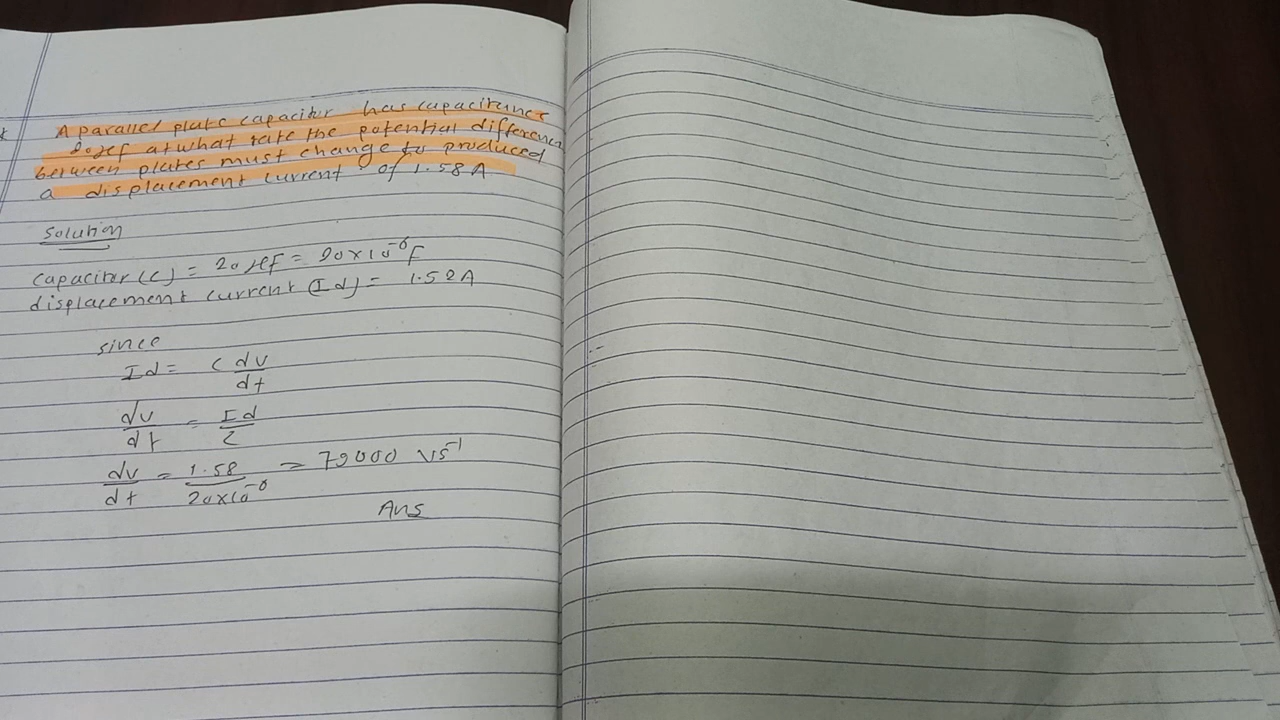 A parallel plate capacitor has capacitance
20μF at what rate the potential difference
between plates must change to produced
a displacement current of 1.58A
Solution
Capacitor (C) = 20μF = 20×10⁻⁶F
displacement current (Id) = 1.58A
since
Id = C dv/dt
dv/dt = Id/C
dv/dt = 1.58/20×10⁻⁶ = 79000 Vs⁻¹
Ans